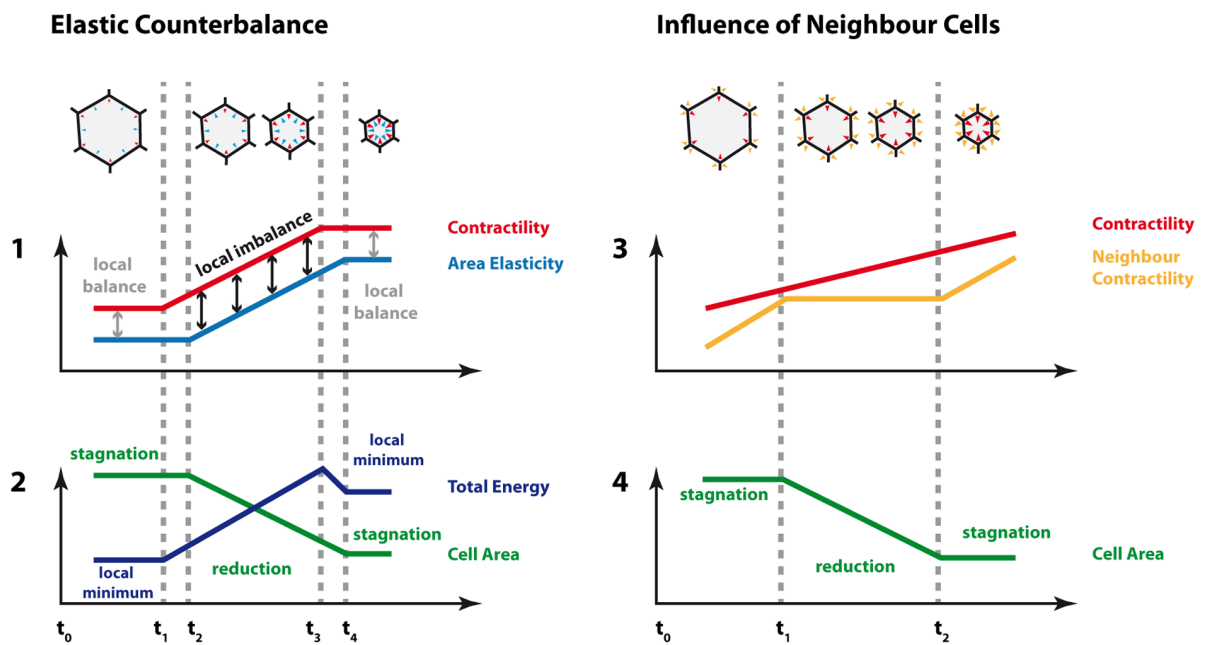 Elastic Counterbalance
Influence of Neighbour Cells
1
local
balance
local imbalance
local
balance
Contractility
Area Elasticity
2
stagnation
local
minimum
reduction
local
minimum
stagnation
Total Energy
Cell Area
t0
t1
t2
t3
t4
3
Contractility
Neighbour
Contractility
4
stagnation
reduction
stagnation
Cell Area
t0
t1
t2